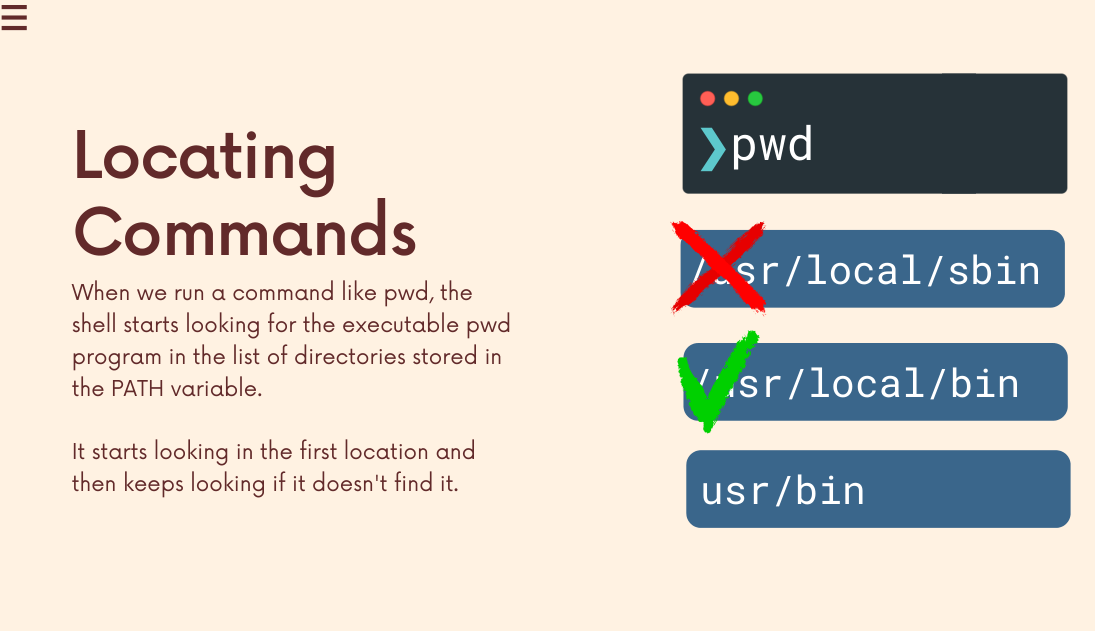 Locating
Commands
When we run a command like pwd, the
shell starts looking for the executable pwd
program in the list of directories stored in
the PATH variable.
It starts looking in the first location and
then keeps looking if it doesn't find it.
❯pwd
/usr/local/sbin
/usr/local/bin
usr/bin